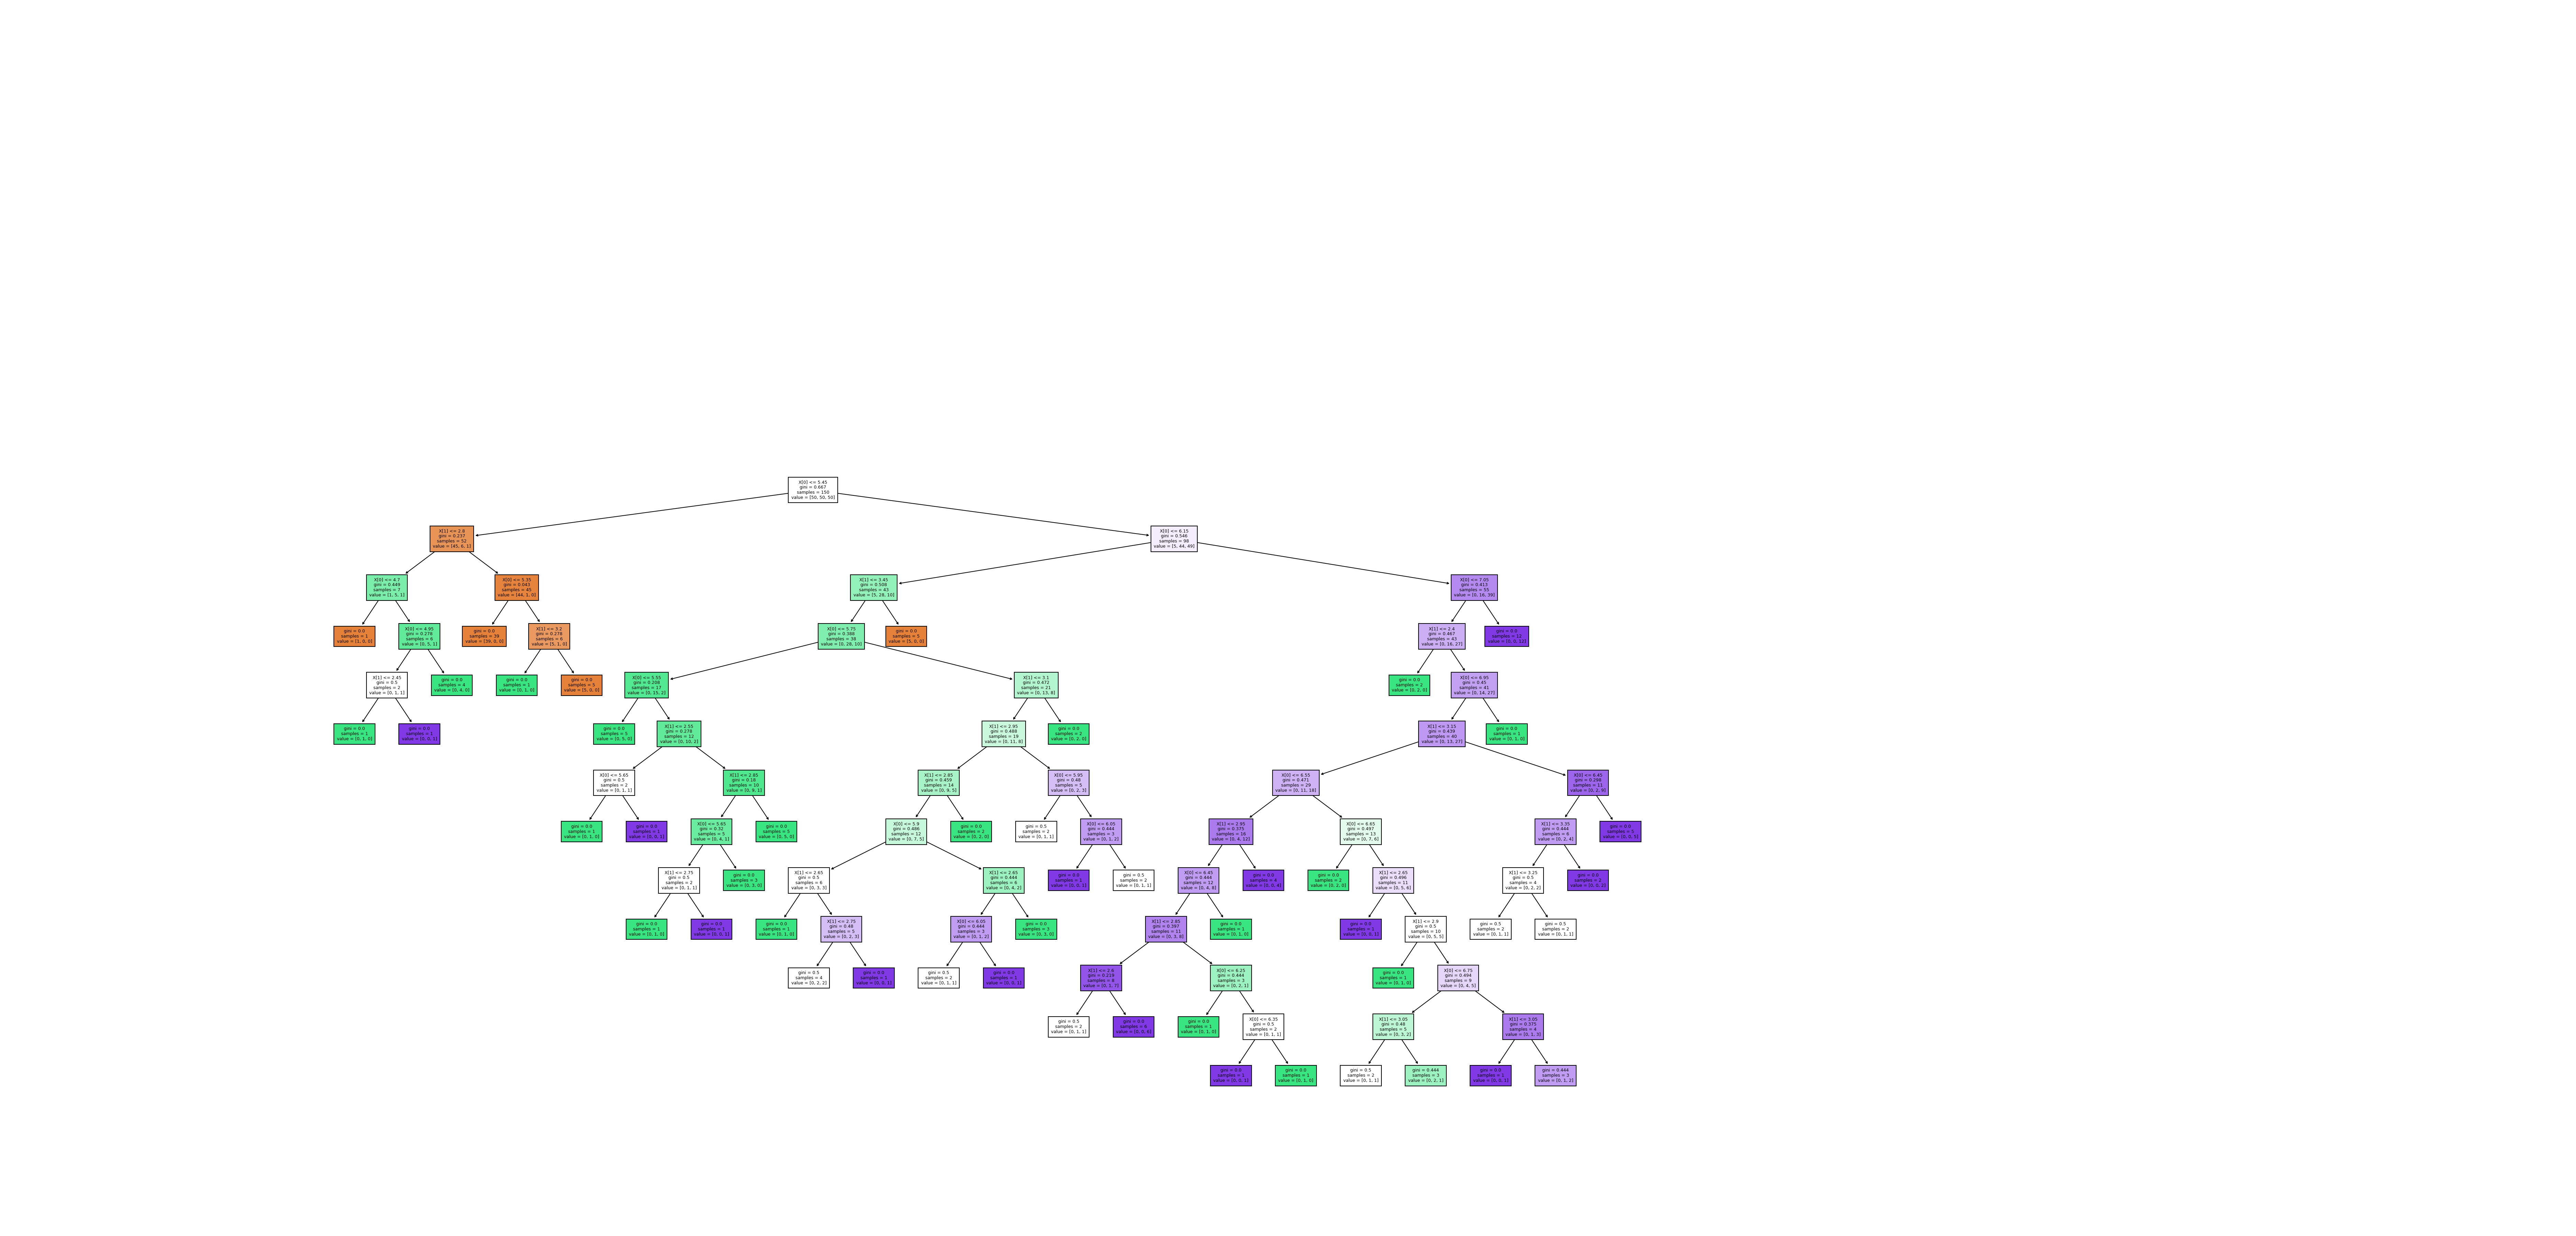 X[0] <= 5.45
gini = 0.667
samples = 150
value = [50, 50, 50]
X[1] <= 2.8
gini = 0.237
samples = 52
value = [45, 6, 1]
X[0] <= 6.15
gini = 0.546
samples = 98
value = [5, 44, 49]
X[0] <= 4.7
gini = 0.449
samples = 7
value = [1, 5, 1]
X[0] <= 5.35
gini = 0.043
samples = 45
value = [44, 1, 0]
X[1] <= 3.45
gini = 0.508
samples = 43
value = [5, 28, 10]
X[0] <= 7.05
gini = 0.413
samples = 55
value = [0, 16, 39]
gini = 0.0
samples = 1
value = [1, 0, 0]
X[0] <= 4.95
gini = 0.278
samples = 6
value = [0, 5, 1]
gini = 0.0
samples = 39
value = [39, 0, 0]
X[1] <= 3.2
gini = 0.278
samples = 6
value = [5, 1, 0]
X[0] <= 5.75
gini = 0.388
samples = 38
value = [0, 28, 10]
gini = 0.0
samples = 5
value = [5, 0, 0]
X[1] <= 2.4
gini = 0.467
samples = 43
value = [0, 16, 27]
gini = 0.0
samples = 12
value = [0, 0, 12]
X[1] <= 2.45
gini = 0.5
samples = 2
value = [0, 1, 1]
gini = 0.0
samples = 4
value = [0, 4, 0]
gini = 0.0
samples = 1
value = [0, 1, 0]
gini = 0.0
samples = 5
value = [5, 0, 0]
X[0] <= 5.55
gini = 0.208
samples = 17
value = [0, 15, 2]
X[1] <= 3.1
gini = 0.472
samples = 21
value = [0, 13, 8]
gini = 0.0
samples = 2
value = [0, 2, 0]
X[0] <= 6.95
gini = 0.45
samples = 41
value = [0, 14, 27]
gini = 0.0
samples = 1
value = [0, 1, 0]
gini = 0.0
samples = 1
value = [0, 0, 1]
gini = 0.0
samples = 5
value = [0, 5, 0]
X[1] <= 2.55
gini = 0.278
samples = 12
value = [0, 10, 2]
X[1] <= 2.95
gini = 0.488
samples = 19
value = [0, 11, 8]
gini = 0.0
samples = 2
value = [0, 2, 0]
X[1] <= 3.15
gini = 0.439
samples = 40
value = [0, 13, 27]
gini = 0.0
samples = 1
value = [0, 1, 0]
X[0] <= 5.65
gini = 0.5
samples = 2
value = [0, 1, 1]
X[1] <= 2.85
gini = 0.18
samples = 10
value = [0, 9, 1]
X[1] <= 2.85
gini = 0.459
samples = 14
value = [0, 9, 5]
X[0] <= 5.95
gini = 0.48
samples = 5
value = [0, 2, 3]
X[0] <= 6.55
gini = 0.471
samples = 29
value = [0, 11, 18]
X[0] <= 6.45
gini = 0.298
samples = 11
value = [0, 2, 9]
gini = 0.0
samples = 1
value = [0, 1, 0]
gini = 0.0
samples = 1
value = [0, 0, 1]
X[0] <= 5.65
gini = 0.32
samples = 5
value = [0, 4, 1]
gini = 0.0
samples = 5
value = [0, 5, 0]
X[0] <= 5.9
gini = 0.486
samples = 12
value = [0, 7, 5]
gini = 0.0
samples = 2
value = [0, 2, 0]
gini = 0.5
samples = 2
value = [0, 1, 1]
X[0] <= 6.05
gini = 0.444
samples = 3
value = [0, 1, 2]
X[1] <= 2.95
gini = 0.375
samples = 16
value = [0, 4, 12]
X[0] <= 6.65
gini = 0.497
samples = 13
value = [0, 7, 6]
X[1] <= 3.35
gini = 0.444
samples = 6
value = [0, 2, 4]
gini = 0.0
samples = 5
value = [0, 0, 5]
X[1] <= 2.75
gini = 0.5
samples = 2
value = [0, 1, 1]
gini = 0.0
samples = 3
value = [0, 3, 0]
X[1] <= 2.65
gini = 0.5
samples = 6
value = [0, 3, 3]
X[1] <= 2.65
gini = 0.444
samples = 6
value = [0, 4, 2]
gini = 0.0
samples = 1
value = [0, 0, 1]
gini = 0.5
samples = 2
value = [0, 1, 1]
X[0] <= 6.45
gini = 0.444
samples = 12
value = [0, 4, 8]
gini = 0.0
samples = 4
value = [0, 0, 4]
gini = 0.0
samples = 2
value = [0, 2, 0]
X[1] <= 2.65
gini = 0.496
samples = 11
value = [0, 5, 6]
X[1] <= 3.25
gini = 0.5
samples = 4
value = [0, 2, 2]
gini = 0.0
samples = 2
value = [0, 0, 2]
gini = 0.0
samples = 1
value = [0, 1, 0]
gini = 0.0
samples = 1
value = [0, 0, 1]
gini = 0.0
samples = 1
value = [0, 1, 0]
X[1] <= 2.75
gini = 0.48
samples = 5
value = [0, 2, 3]
X[0] <= 6.05
gini = 0.444
samples = 3
value = [0, 1, 2]
gini = 0.0
samples = 3
value = [0, 3, 0]
X[1] <= 2.85
gini = 0.397
samples = 11
value = [0, 3, 8]
gini = 0.0
samples = 1
value = [0, 1, 0]
gini = 0.0
samples = 1
value = [0, 0, 1]
X[1] <= 2.9
gini = 0.5
samples = 10
value = [0, 5, 5]
gini = 0.5
samples = 2
value = [0, 1, 1]
gini = 0.5
samples = 2
value = [0, 1, 1]
gini = 0.5
samples = 4
value = [0, 2, 2]
gini = 0.0
samples = 1
value = [0, 0, 1]
gini = 0.5
samples = 2
value = [0, 1, 1]
gini = 0.0
samples = 1
value = [0, 0, 1]
X[1] <= 2.6
gini = 0.219
samples = 8
value = [0, 1, 7]
X[0] <= 6.25
gini = 0.444
samples = 3
value = [0, 2, 1]
gini = 0.0
samples = 1
value = [0, 1, 0]
X[0] <= 6.75
gini = 0.494
samples = 9
value = [0, 4, 5]
gini = 0.5
samples = 2
value = [0, 1, 1]
gini = 0.0
samples = 6
value = [0, 0, 6]
gini = 0.0
samples = 1
value = [0, 1, 0]
X[0] <= 6.35
gini = 0.5
samples = 2
value = [0, 1, 1]
X[1] <= 3.05
gini = 0.48
samples = 5
value = [0, 3, 2]
X[1] <= 3.05
gini = 0.375
samples = 4
value = [0, 1, 3]
gini = 0.0
samples = 1
value = [0, 0, 1]
gini = 0.0
samples = 1
value = [0, 1, 0]
gini = 0.5
samples = 2
value = [0, 1, 1]
gini = 0.444
samples = 3
value = [0, 2, 1]
gini = 0.0
samples = 1
value = [0, 0, 1]
gini = 0.444
samples = 3
value = [0, 1, 2]